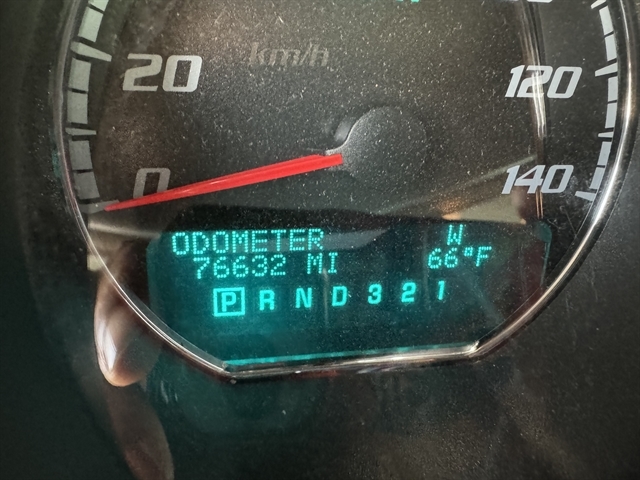 km/h
20
120
0
140
ODOMETER W
76632 MI 66°F
P R N D 3 2 1